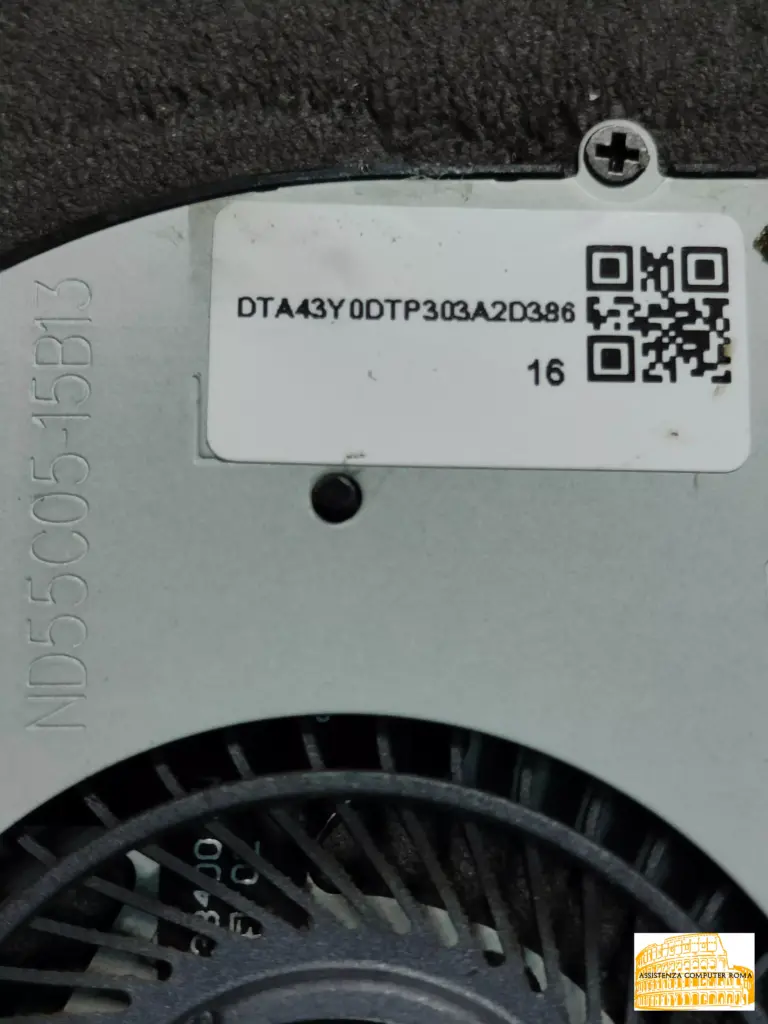 DTA43Y0DTP303A2D386
16
ND55C05-15B13
ASSISTENZA COMPUTER ROMA